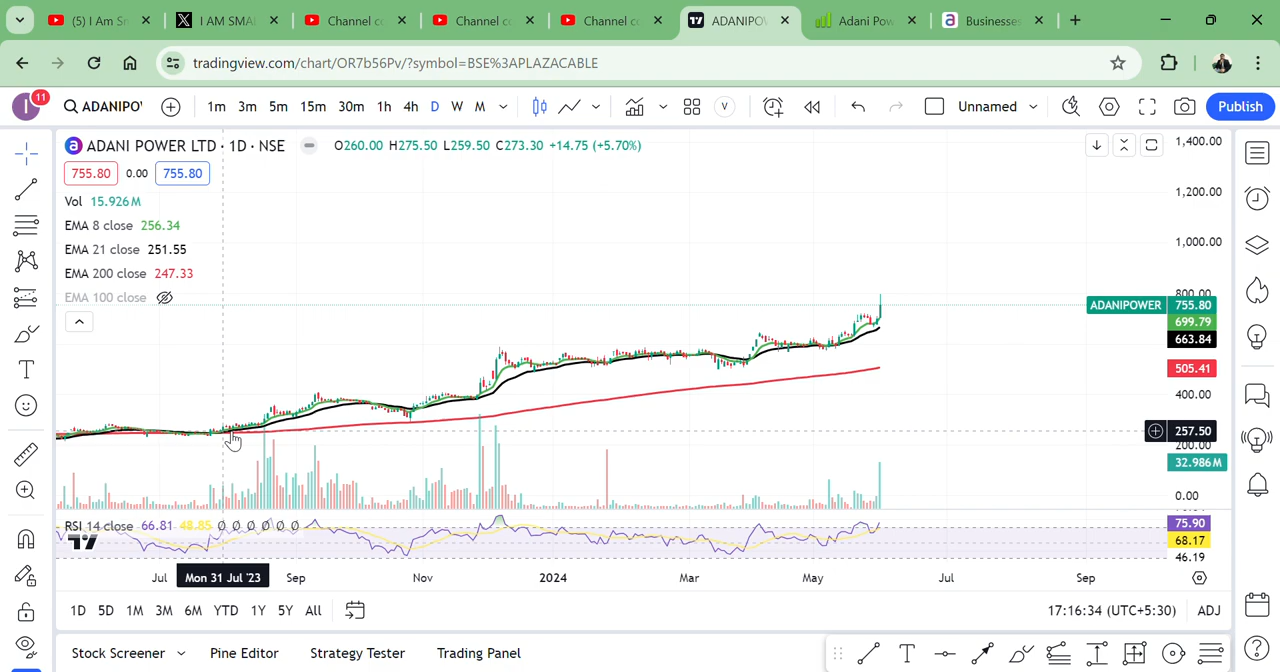 (5) I Am Sm
I AM SMAI
Channel co
Channel co
Channel co
ADANIPO
Adani Pow
Businesses
tradingview.com/chart/OR7b56Pv/?symbol=BSE%3APLAZACABLE
I 11 ADANIPO 1m 3m 5m 15m 30m 1h 4h D W M V Unnamed Publish
ADANI POWER LTD · 1D · NSE O260.00 H275.50 L259.50 C273.30 +14.75 (+5.70%)
755.80 0.00 755.80
Vol 15.926M
EMA 8 close 256.34
EMA 21 close 251.55
EMA 200 close 247.33
EMA 100 close
1,400.00
1,200.00
1,000.00
800.00
ADANIPOWER 755.80
699.79
663.84
505.41
400.00
257.50
200.00
32.986M
0.00
RSI 14 close 66.81 48.85 Ø Ø Ø Ø Ø Ø
75.90
68.17
46.19
Jul Mon 31 Jul '23 Sep Nov 2024 Mar May Jul Sep
1D 5D 1M 3M 6M YTD 1Y 5Y All 17:16:34 (UTC+5:30) ADJ
Stock Screener Pine Editor Strategy Tester Trading Panel